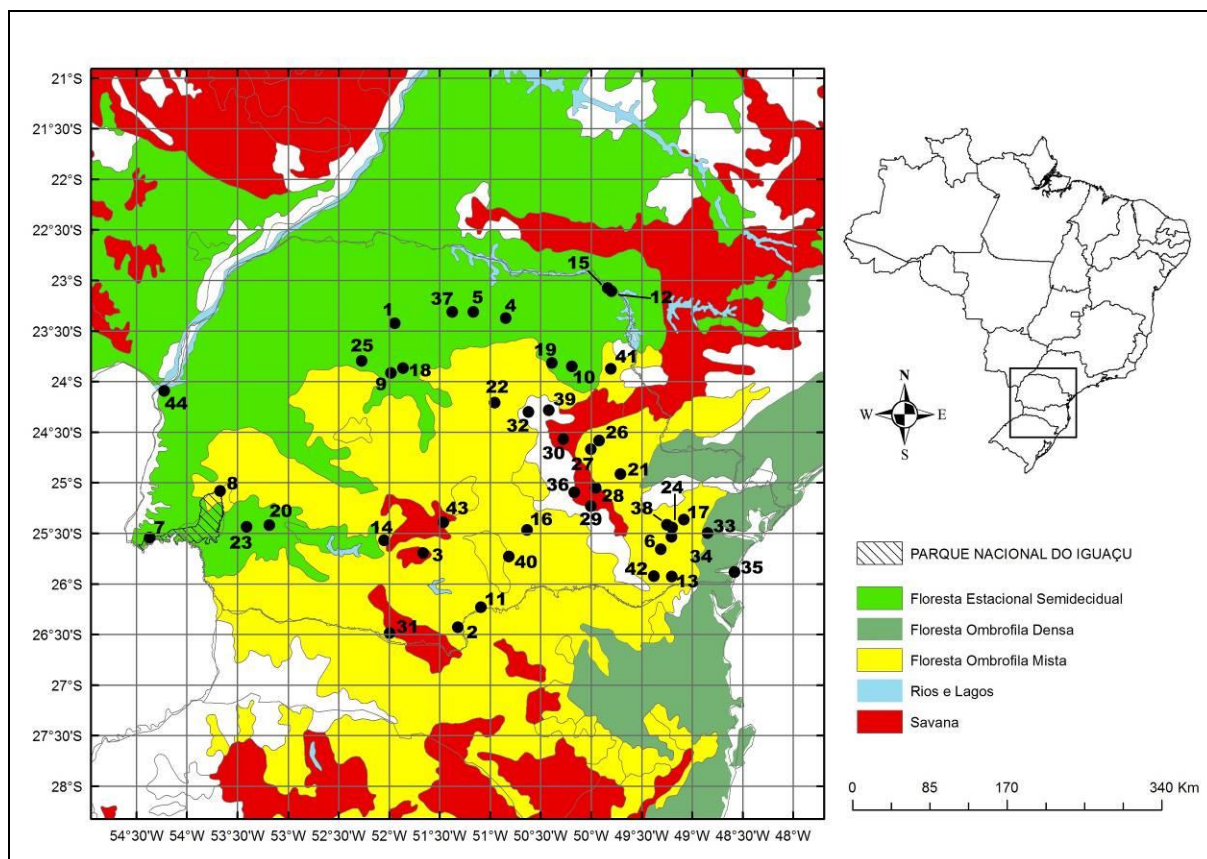 21°S
21°30'S
22°S
22°30'S
23°S
23°30'S
24°S
24°30'S
25°S
25°30'S
26°S
26°30'S
27°S
27°30'S
28°S
15
12
37
5
4
1
25
19
41
9
18
10
22
39
44
32
30
26
27
21
8
36
28
24
43
38
17
7
20
29
23
14
16
33
3
6
34
40
42
13
35
11
31
2
54°30'W 54°W 53°30'W 53°W 52°30'W 52°W 51°30'W 51°W 50°30'W 50°W 49°30'W 49°W 48°30'W 48°W
N
W E
S
PARQUE NACIONAL DO IGUAÇU
Floresta Estacional Semidecidual
Floresta Ombrofila Densa
Floresta Ombrofila Mista
Rios e Lagos
Savana
0 85 170 340 Km